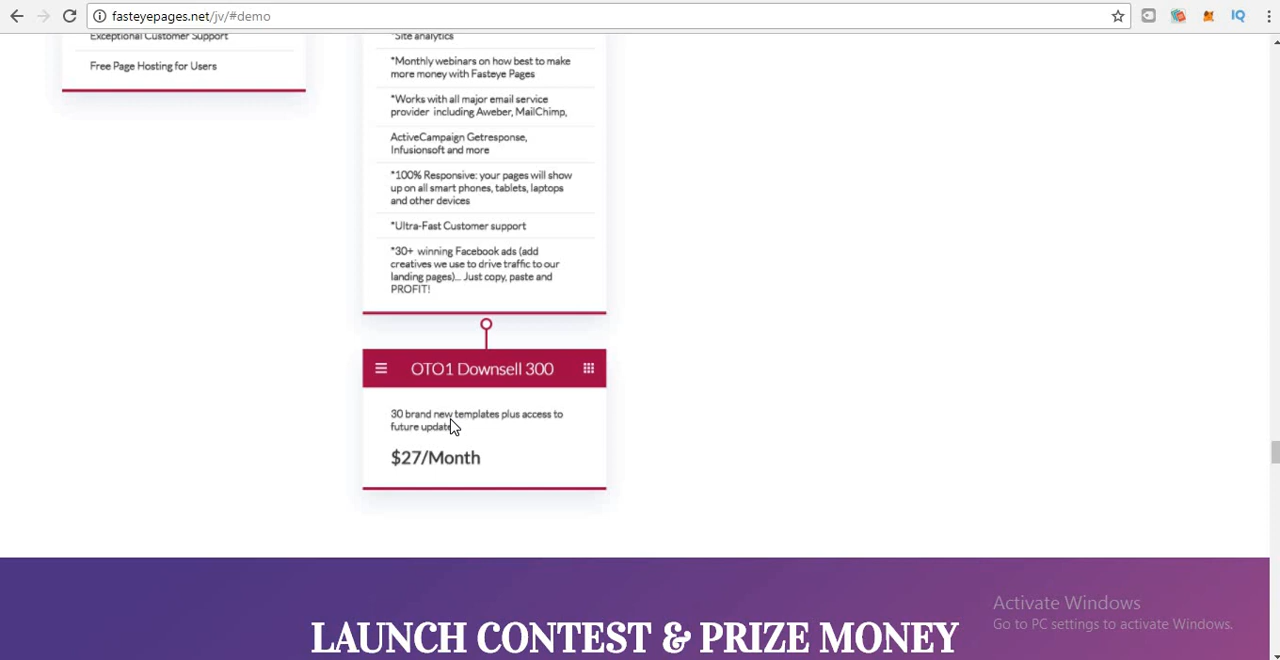 fasteyepages.net/jv/#demo
IQ
Exceptional Customer Support
Free Page Hosting for Users
*Site analytics
*Monthly webinars on how best to make
more money with Fasteye Pages
*Works with all major email service
provider including Aweber, MailChimp,
ActiveCampaign Getresponse,
Infusionsoft and more
*100% Responsive: your pages will show
up on all smart phones, tablets, laptops
and other devices
*Ultra-Fast Customer support
*30+ winning Facebook ads (add
creatives we use to drive traffic to our
landing pages)... Just copy, paste and
PROFIT!
OTO1 Downsell 300
30 brand new templates plus access to
future update
$27/Month
LAUNCH CONTEST & PRIZE MONEY
Activate Windows
Go to PC settings to activate Windows.